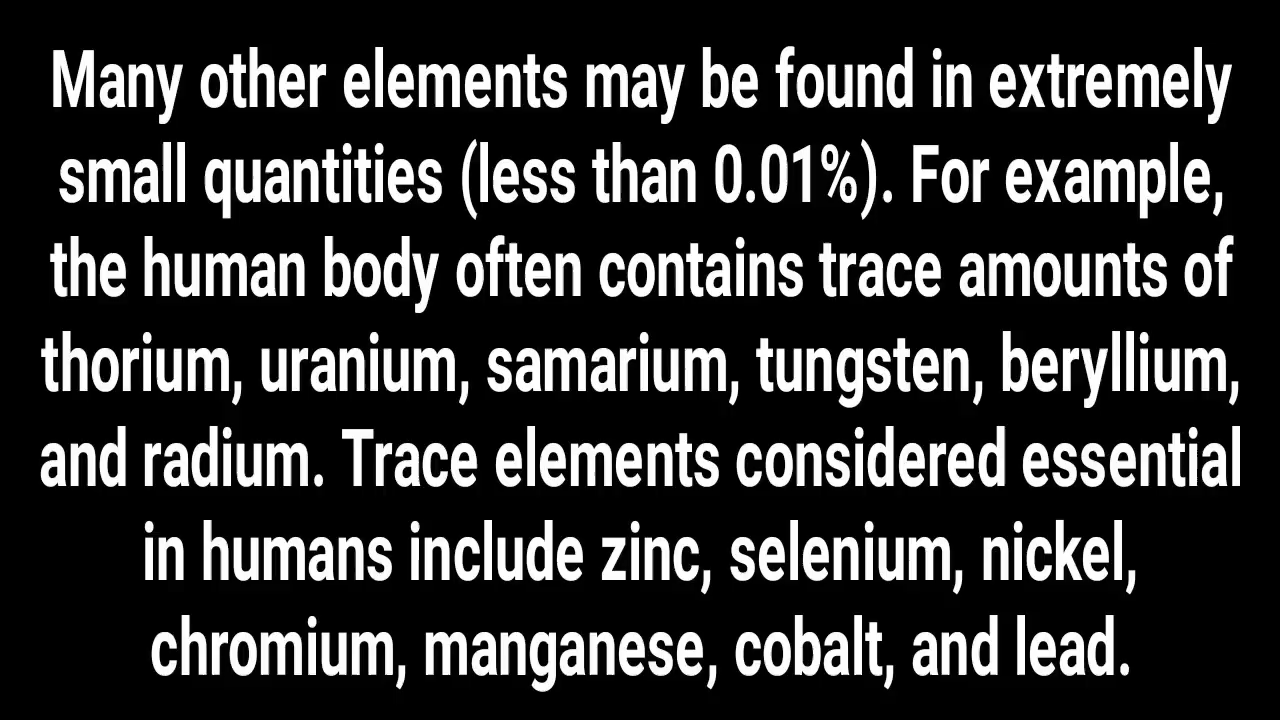 Many other elements may be found in extremely
small quantities (less than 0.01%). For example,
the human body often contains trace amounts of
thorium, uranium, samarium, tungsten, beryllium,
and radium. Trace elements considered essential
in humans include zinc, selenium, nickel,
chromium, manganese, cobalt, and lead.